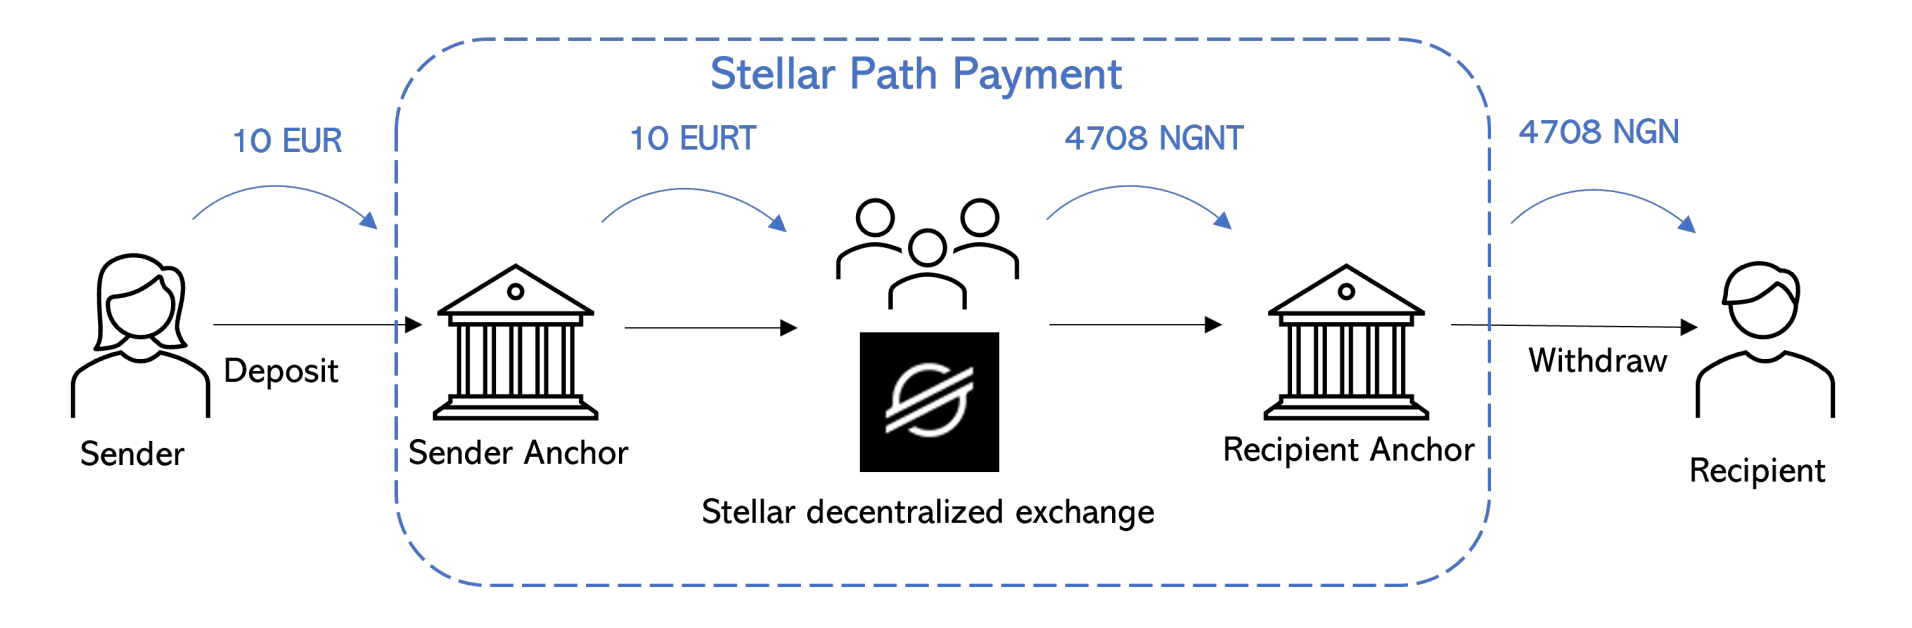 Stellar Path Payment
10 EUR
10 EURT
4708 NGNT
4708 NGN
Deposit
Withdraw
Sender
Sender Anchor
Recipient Anchor
Recipient
Stellar decentralized exchange